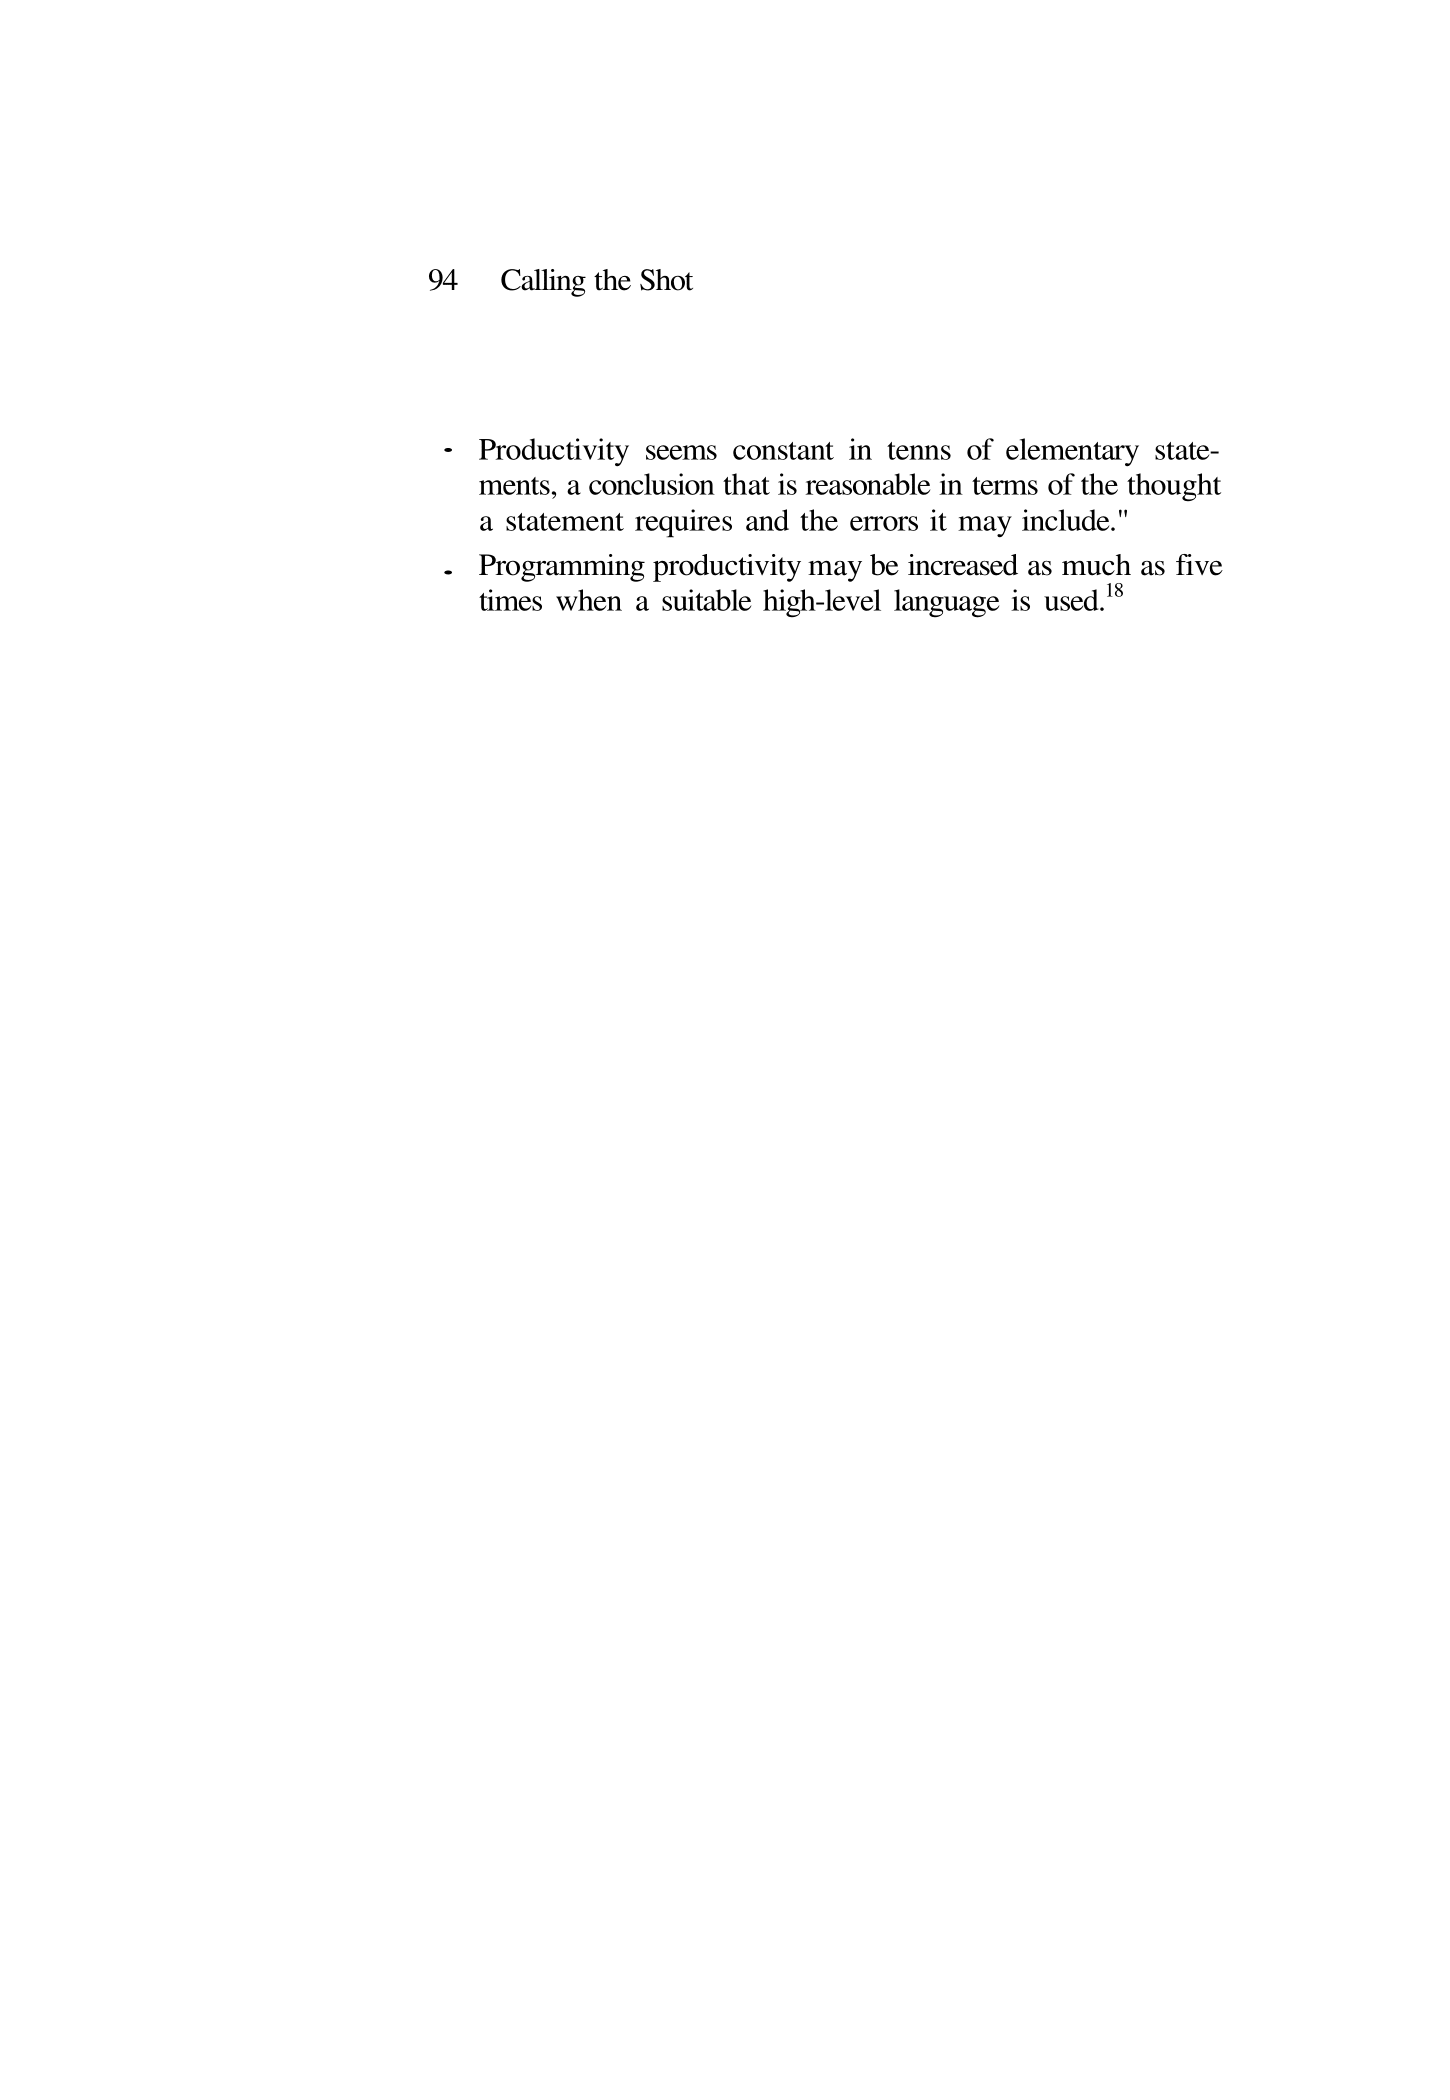 94 Calling the Shot
- Productivity seems constant in tenns of elementary state-
ments, a conclusion that is reasonable in terms of the thought
a statement requires and the errors it may include."
• Programming productivity may be increased as much as five
times when a suitable high-level language is used.18